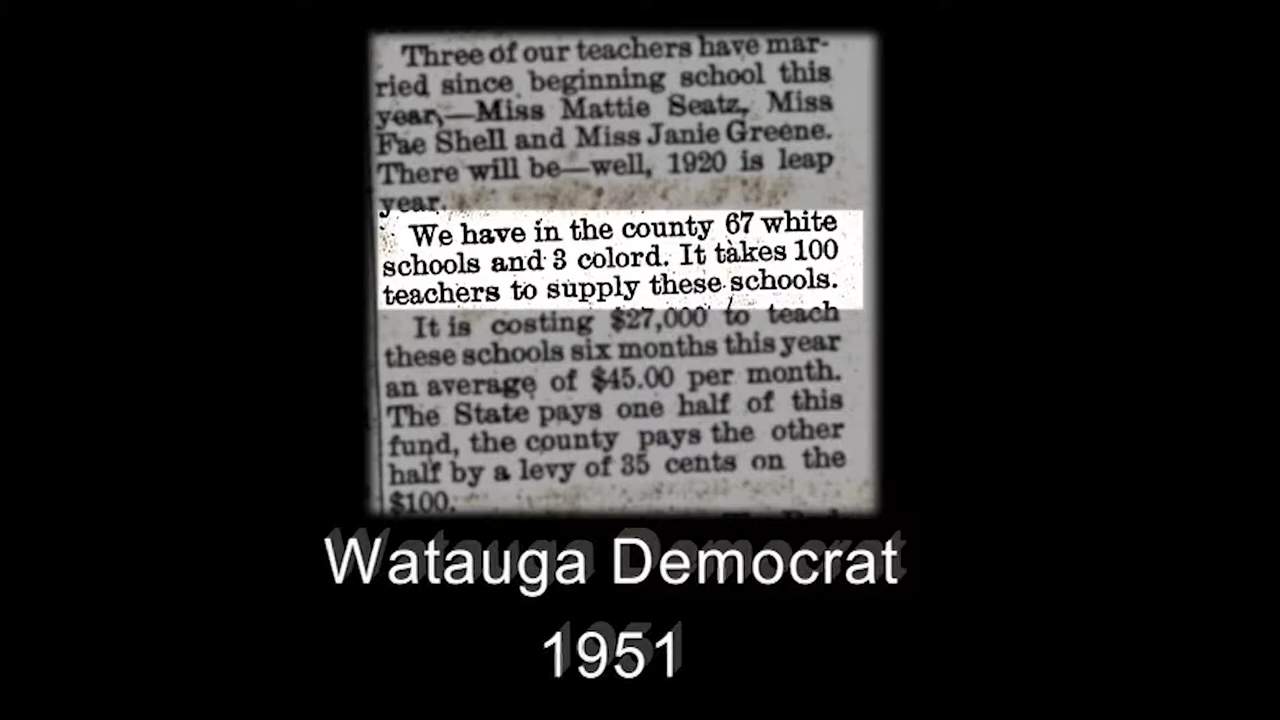 Three of our teachers have mar-
ried since beginning school this
year,—Miss Mattie Seatz, Miss
Fae Shell and Miss Janie Greene.
There will be—well, 1920 is leap
year.
We have in the county 67 white
schools and 3 colord. It takes 100
teachers to supply these schools.
It is costing $27,000 to teach
these schools six months this year
an average of $45.00 per month.
The State pays one half of this
fund, the county pays the other
half by a levy of 35 cents on the
$100.
Watauga Democrat
1951